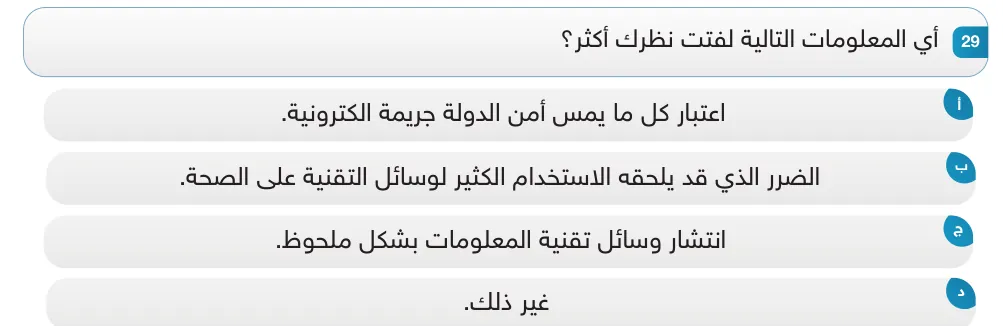 29 أي المعلومات التالية لفتت نظرك أكثر؟
أ اعتبار كل ما يمس أمن الدولة جريمة الكترونية.
ب الضرر الذي قد يلحقه الاستخدام الكثير لوسائل التقنية على الصحة.
ج انتشار وسائل تقنية المعلومات بشكل ملحوظ.
د غير ذلك.